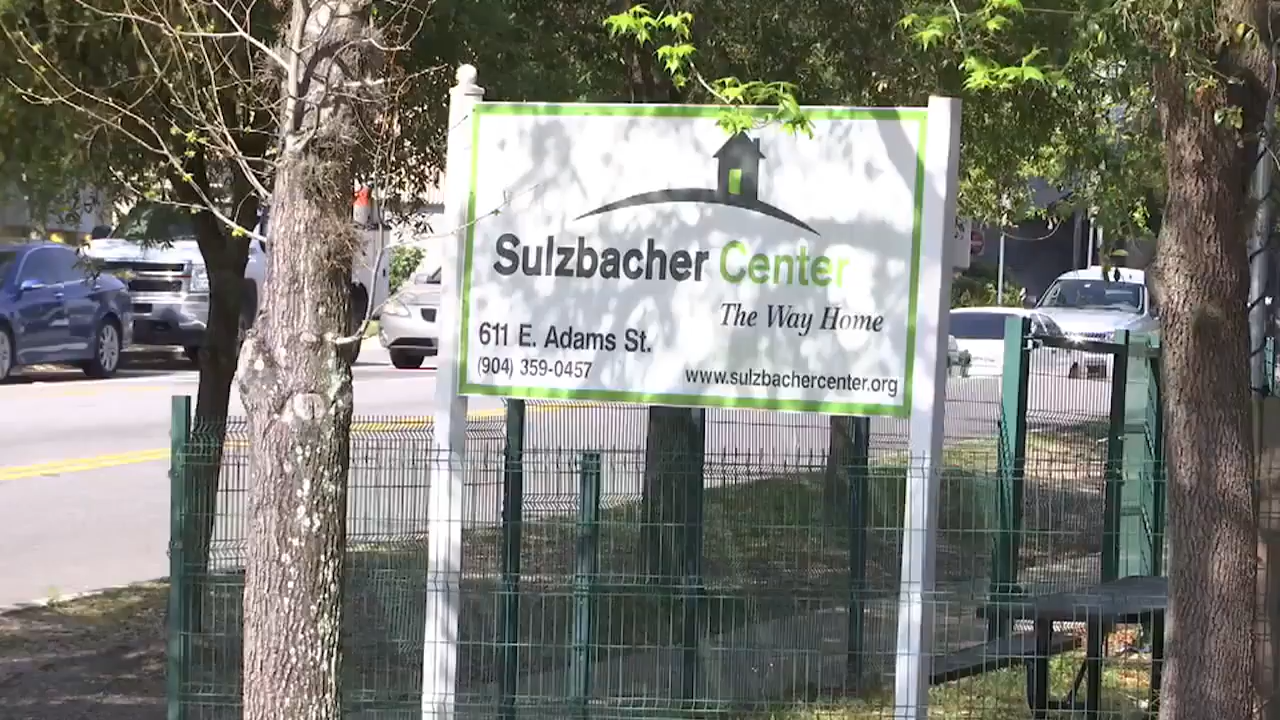 Sulzbacher Center
The Way Home
611 E. Adams St.
(904) 359-0457
www.sulzbachercenter.org